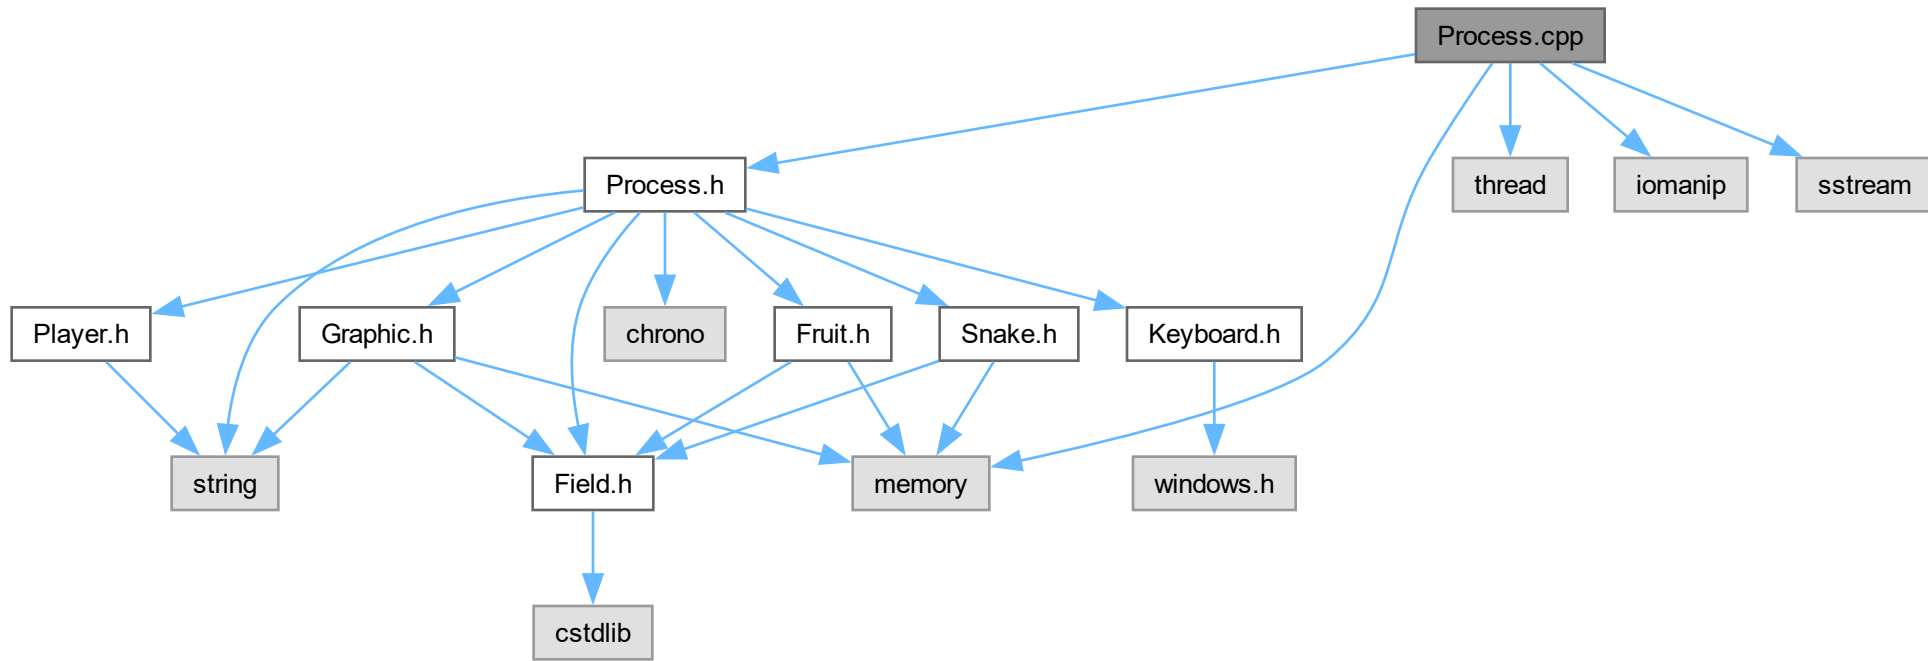 Process.cpp
Process.h
thread
iomanip
sstream
Player.h
Graphic.h
chrono
Fruit.h
Snake.h
Keyboard.h
string
Field.h
memory
windows.h
cstdlib